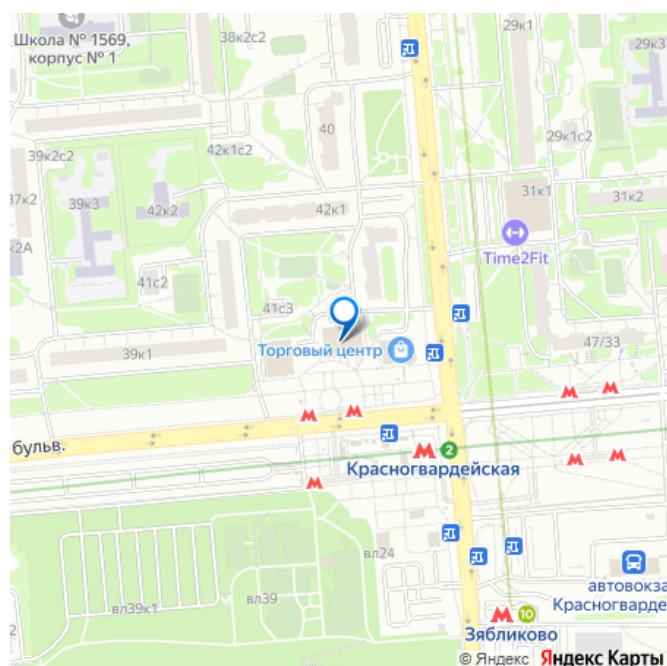 29к1
Школа № 1569,
корпус № 1
38к2с2
29к3
40
29к1с2
42к1с2
39к2с2
37к2
39к3
42к2
42к1
31к1
31к2
к2А
Time2Fit
41с2
41с3
47/33
39к1
Торговый центр
бульв.
2
Красногвардейская
вл24
вл39
вл39к1
автовокза
Красногварде
10
Зябликово
© Яндекс Яндекс Карты